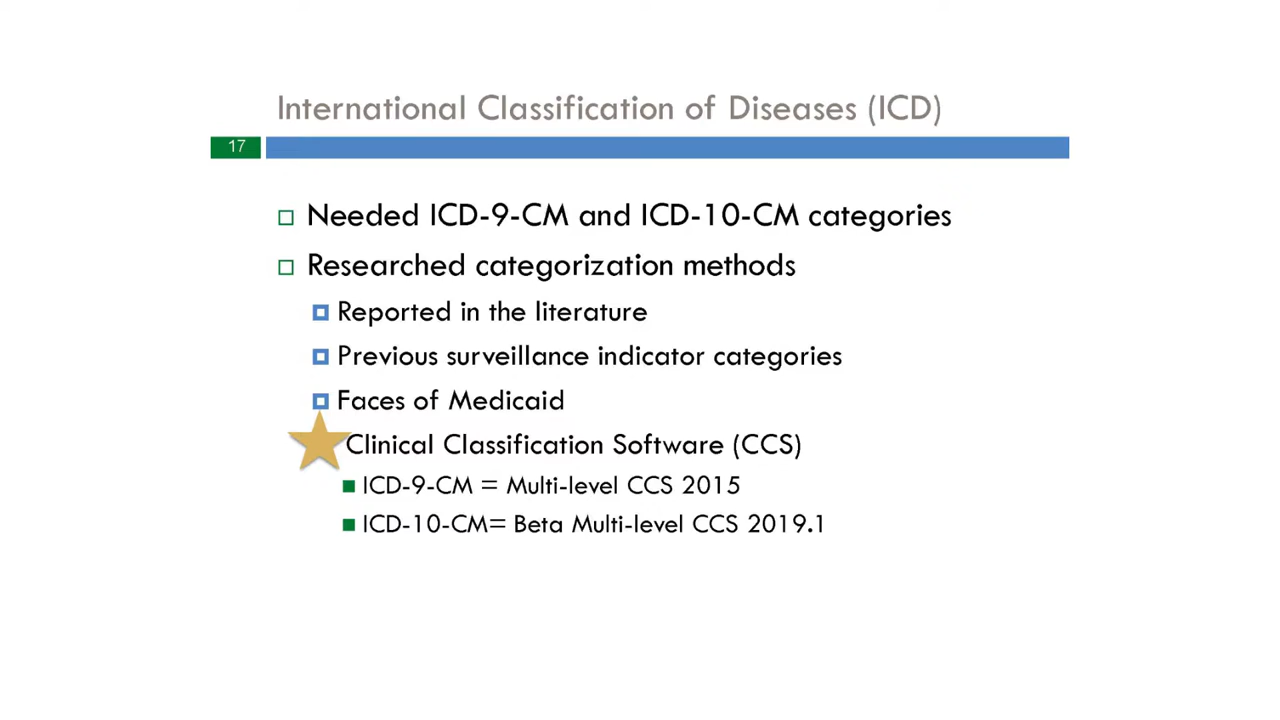 International Classification of Diseases (ICD)
17
Needed ICD-9-CM and ICD-10-CM categories
Researched categorization methods
Reported in the literature
Previous surveillance indicator categories
Faces of Medicaid
Clinical Classification Software (CCS)
ICD-9-CM = Multi-level CCS 2015
ICD-10-CM= Beta Multi-level CCS 2019.1